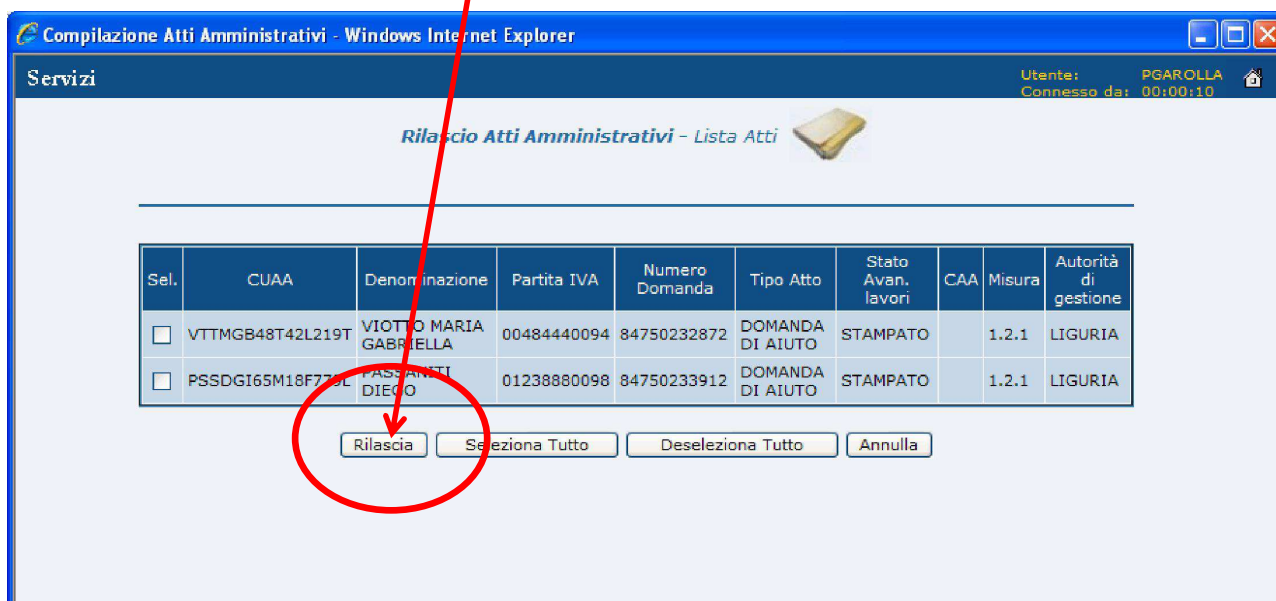 Compilazione Atti Amministrativi - Windows Internet Explorer
Servizi
Utente: PGAROLLA
Connesso da: 00:00:10
Rilascio Atti Amministrativi - Lista Atti
Sel. CUAA Denominazione Partita IVA Numero Domanda Tipo Atto Stato Avan. lavori CAA Misura Autorità di gestione
VTTMGB48T42L219T VIOTTO MARIA GABRIELLA 00484440094 84750232872 DOMANDA DI AIUTO STAMPATO 1.2.1 LIGURIA
DIEGO 01238880098 84750233912 DOMANDA DI AIUTO STAMPATO 1.2.1 LIGURIA
Rilascia Seleziona Tutto Deseleziona Tutto Annulla